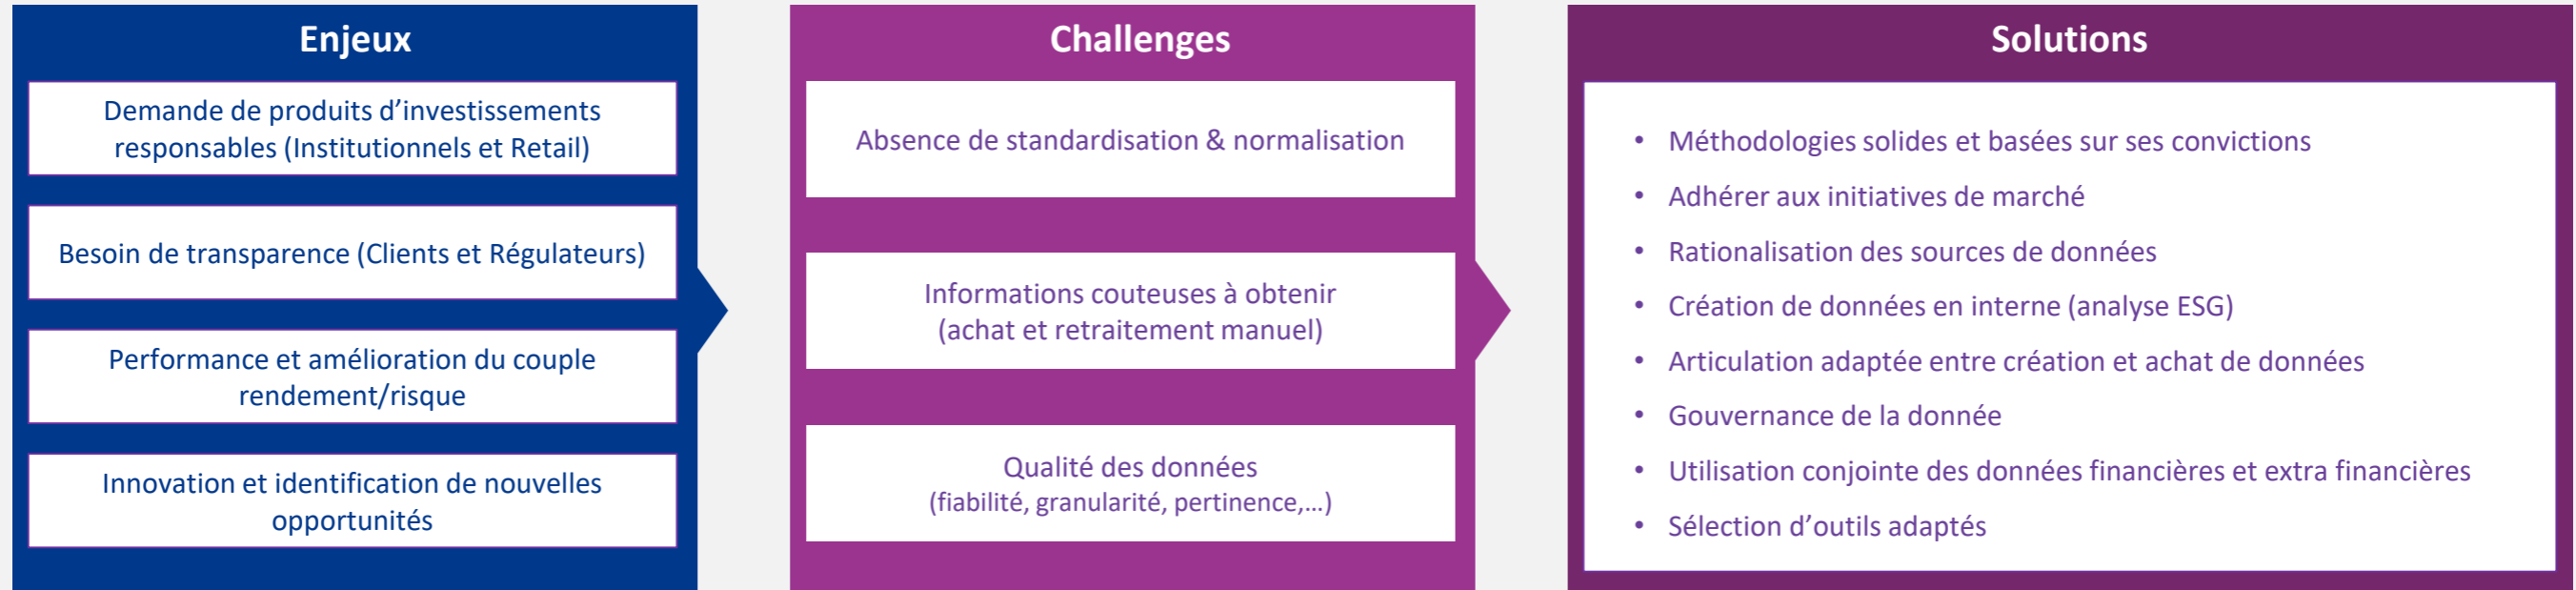 Enjeux
Demande de produits d’investissements
responsables (Institutionnels et Retail)
Besoin de transparence (Clients et Régulateurs)
Performance et amélioration du couple
rendement/risque
Innovation et identification de nouvelles
opportunités
Challenges
Absence de standardisation & normalisation
Informations couteuses à obtenir
(achat et retraitement manuel)
Qualité des données
(fiabilité, granularité, pertinence,…)
Solutions
• Méthodologies solides et basées sur ses convictions
• Adhérer aux initiatives de marché
• Rationalisation des sources de données
• Création de données en interne (analyse ESG)
• Articulation adaptée entre création et achat de données
• Gouvernance de la donnée
• Utilisation conjointe des données financières et extra financières
• Sélection d’outils adaptés